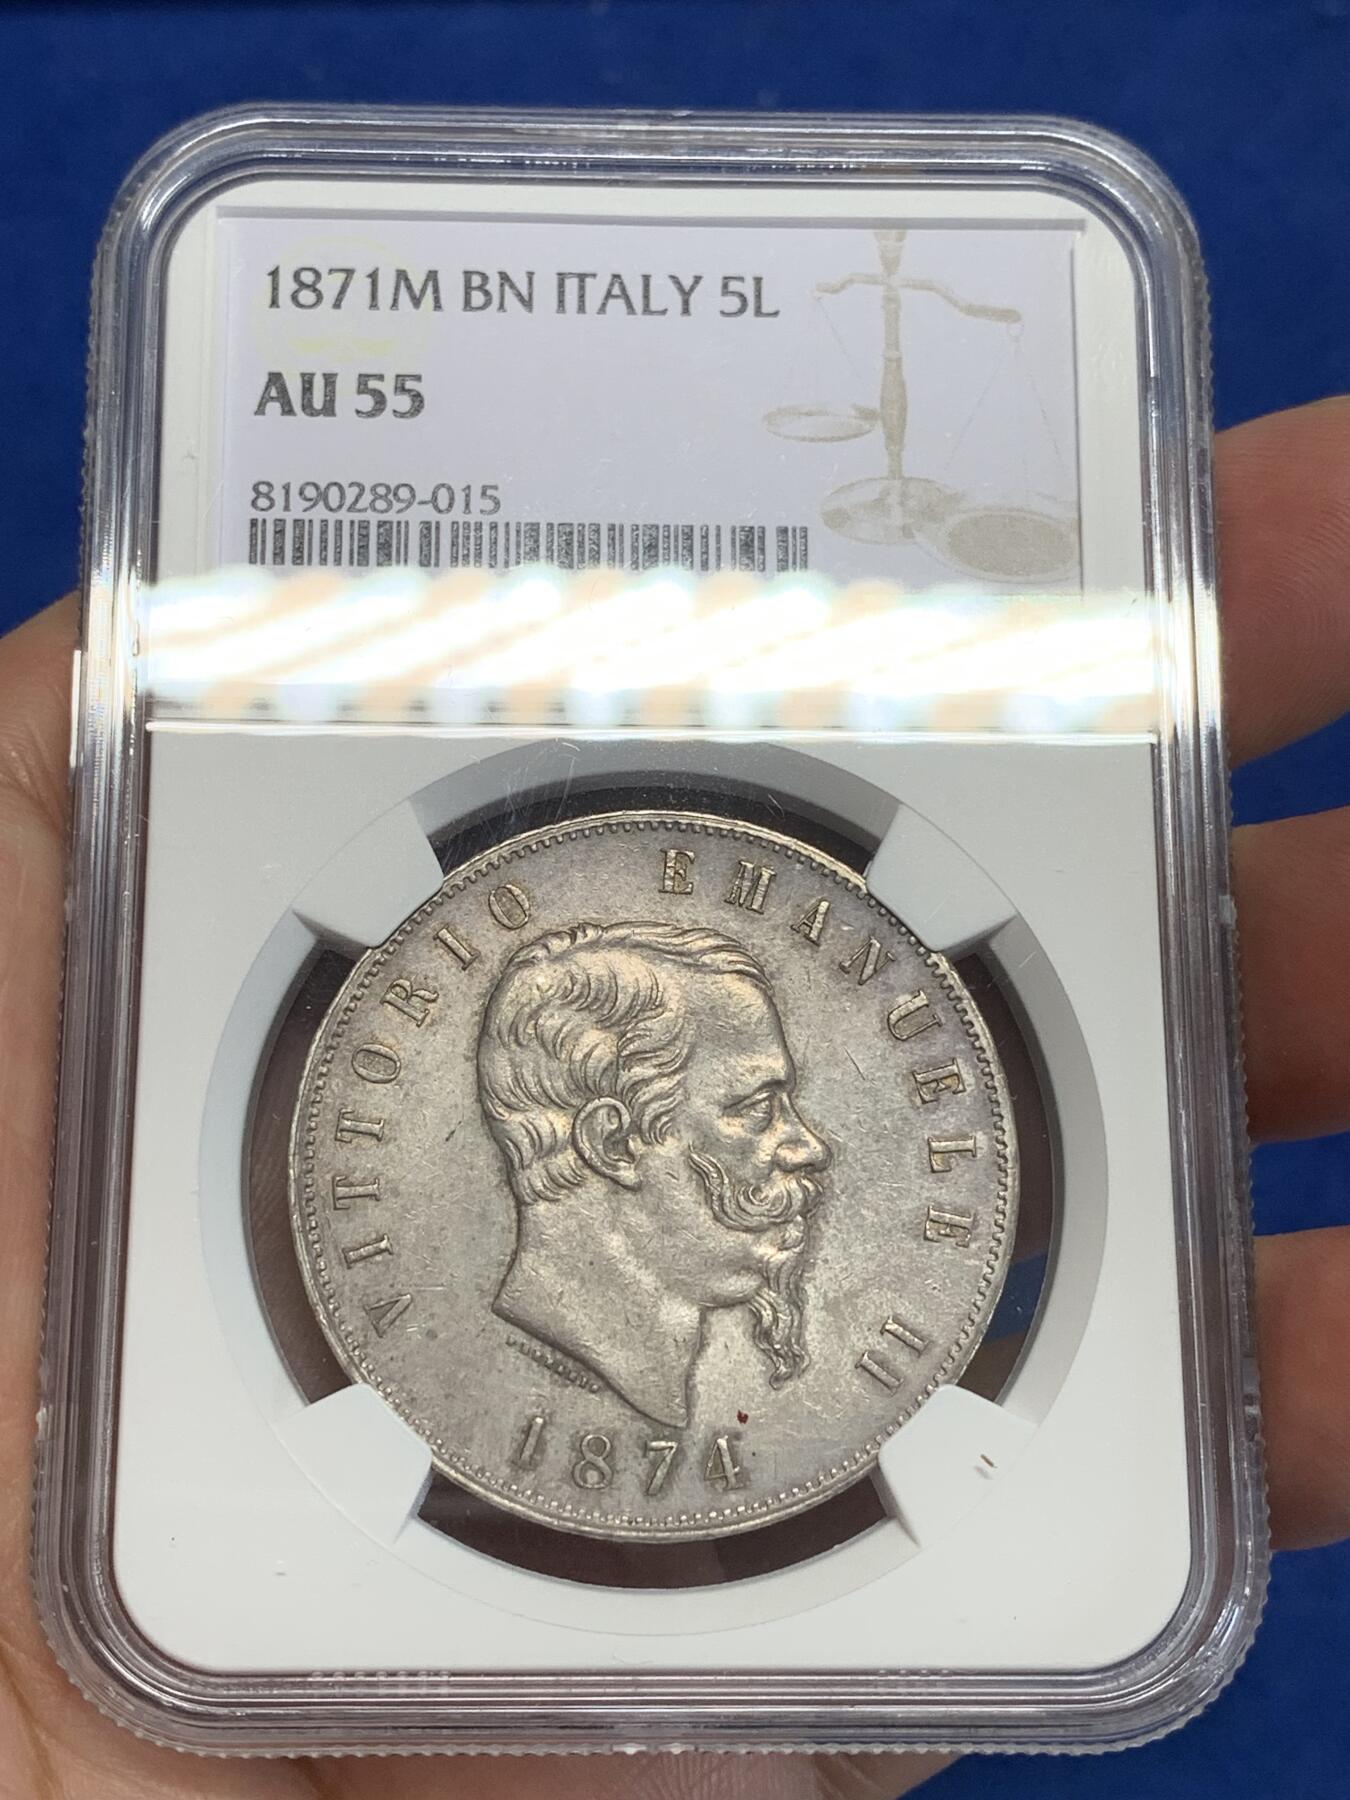 1871M BN ITALY 5L
AU 55
8190289-015
VITTORIO EMANUELE II
1874